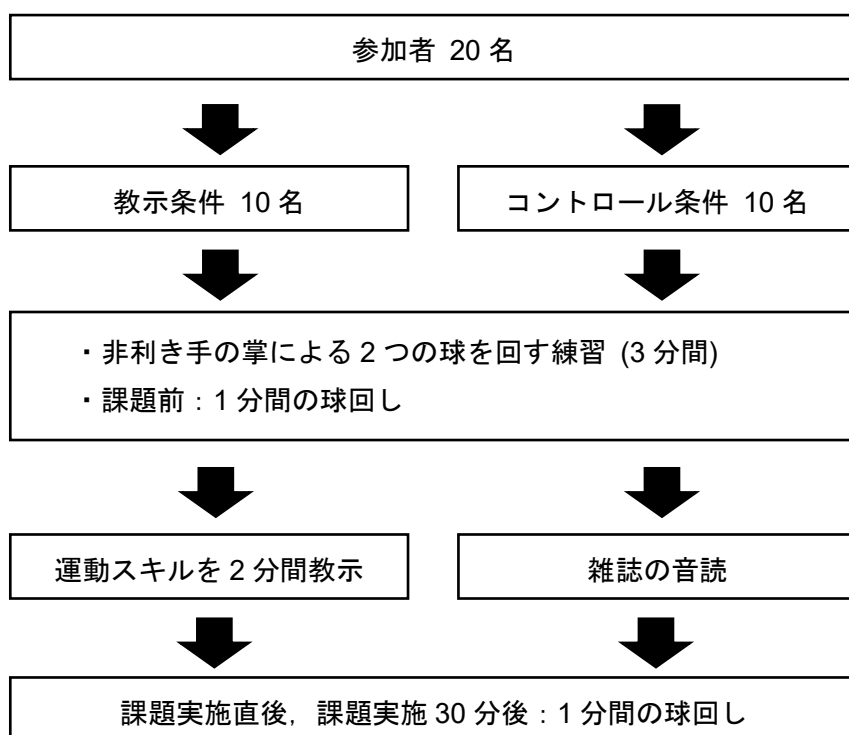 参加者 20 名
教示条件 10 名
コントロール条件 10 名
・非利き手の掌による 2 つの球を回す練習 (3 分間)
・課題前：1 分間の球回し
運動スキルを 2 分間教示
雑誌の音読
課題実施直後，課題実施 30 分後：1 分間の球回し